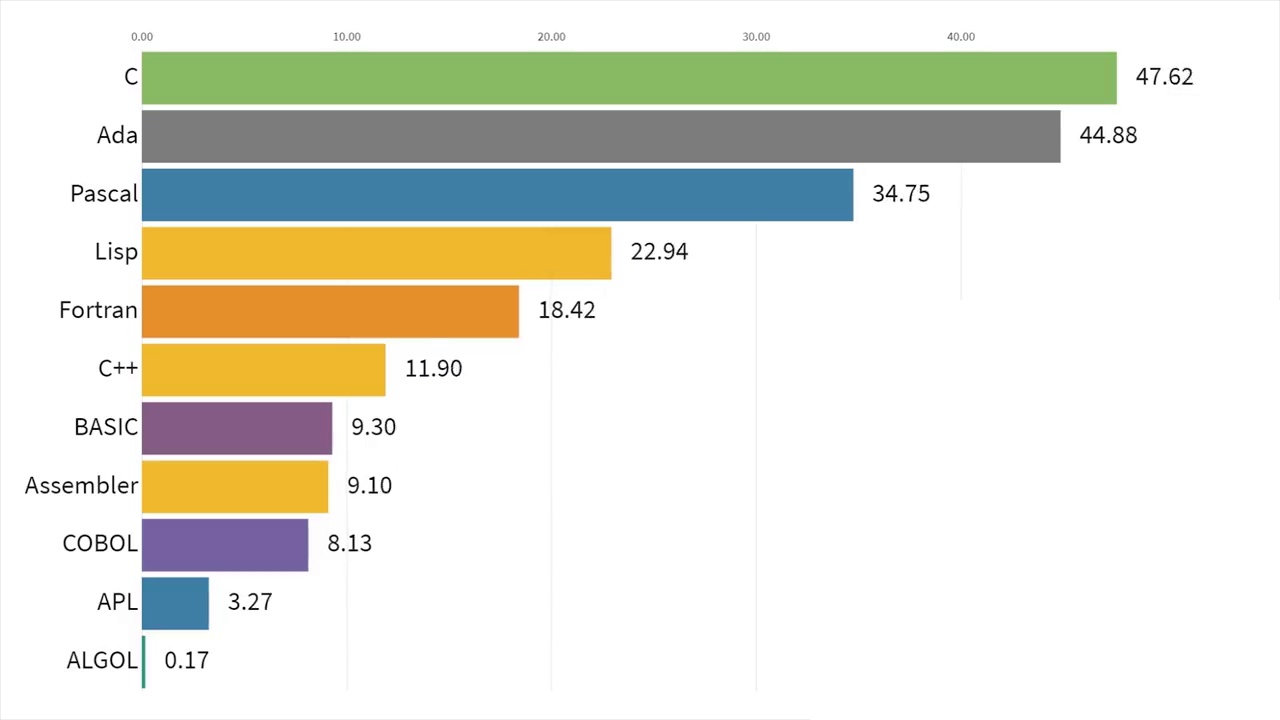 0.00 10.00 20.00 30.00 40.00
C 47.62
Ada 44.88
Pascal 34.75
Lisp 22.94
Fortran 18.42
C++ 11.90
BASIC 9.30
Assembler 9.10
COBOL 8.13
APL 3.27
ALGOL 0.17